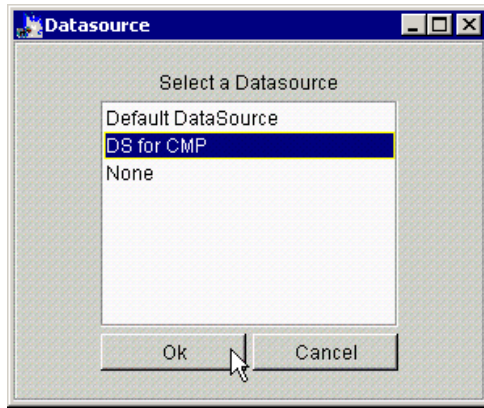 Datasource
Select a Datasource
Default DataSource
DS for CMP
None
Ok Cancel